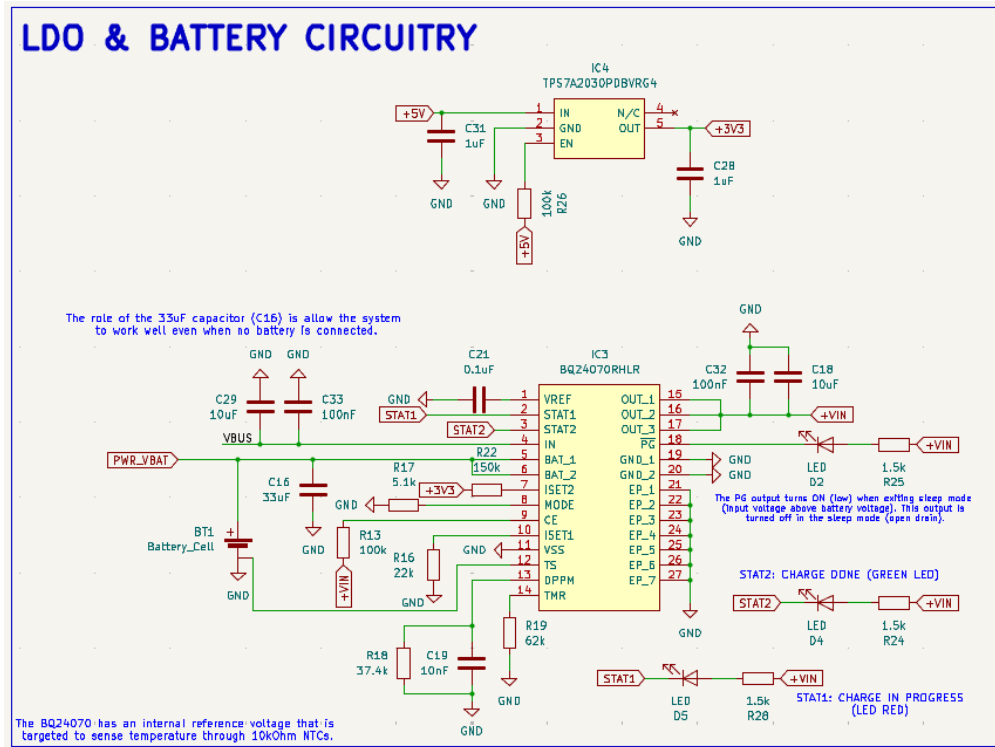 LDO & BATTERY CIRCUITRY
IC4
TPS7A2030PDBVRG4
+5V
1 IN
N/C 4
2 GND
OUT 5
3 EN
+3V3
C31
1uF
C28
1uF
GND
GND
100k
R26
+5V
GND
The role of the 33uF capacitor (C16) is allow the system
to work well even when no battery is connected.
GND
GND
C29
10uF
C33
100nF
VBUS
PWR_VBAT
C16
33uF
GND
BT1
Battery_Cell
GND
C21
0.1uF
GND
STAT1
STAT2
R22
150k
R17
5.1k
+3V3
GND
R13
100k
+VIN
R16
22k
GND
GND
R18
37.4k
C19
10nF
GND
R19
62k
GND
IC3
BQ24070RHLR
1 VREF
2 STAT1
3 STAT2
4 IN
5 BAT_1
6 BAT_2
7 ISET2
8 MODE
9 CE
10 ISET1
11 VSS
12 TS
13 DPPM
14 TMR
OUT_1 15
OUT_2 16
OUT_3 17
PG 18
GND_1 19
GND_2 20
EP_1 21
EP_2 22
EP_3 23
EP_4 24
EP_5 25
EP_6 26
EP_7 27
GND
GND
C32
100nF
C18
10uF
+VIN
GND
GND
LED
D2
1.5k
R25
+VIN
The PG output turns ON (low) when exiting sleep mode
(input voltage above battery voltage). This output is
turned off in the sleep mode (open drain).
STAT2: CHARGE DONE (GREEN LED)
STAT2
LED
D4
1.5k
R24
+VIN
STAT1
LED
D5
1.5k
R28
+VIN
STAT1: CHARGE IN PROGRESS
(LED RED)
The BQ24070 has an internal reference voltage that is
targeted to sense temperature through 10kOhm NTCs.